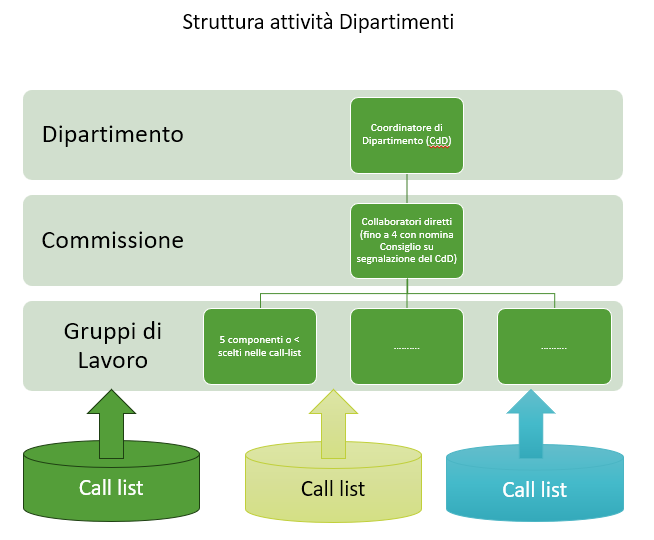 Struttura attività Dipartimenti
Dipartimento
Coordinatore di
Dipartimento (CdD)
Commissione
Collaboratori diretti
(fino a 4 con nomina
Consiglio su
segnalazione del CdD)
Gruppi di
Lavoro
5 componenti o <
scelti nelle call-list
..........
..........
Call list
Call list
Call list